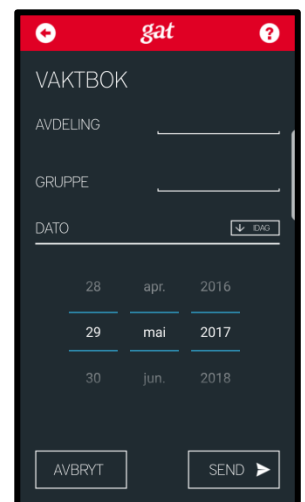 gat ?
VAKTBOK
AVDELING
GRUPPE
DATO IDAG
28 apr. 2016
29 mai 2017
30 jun. 2018
AVBRYT SEND